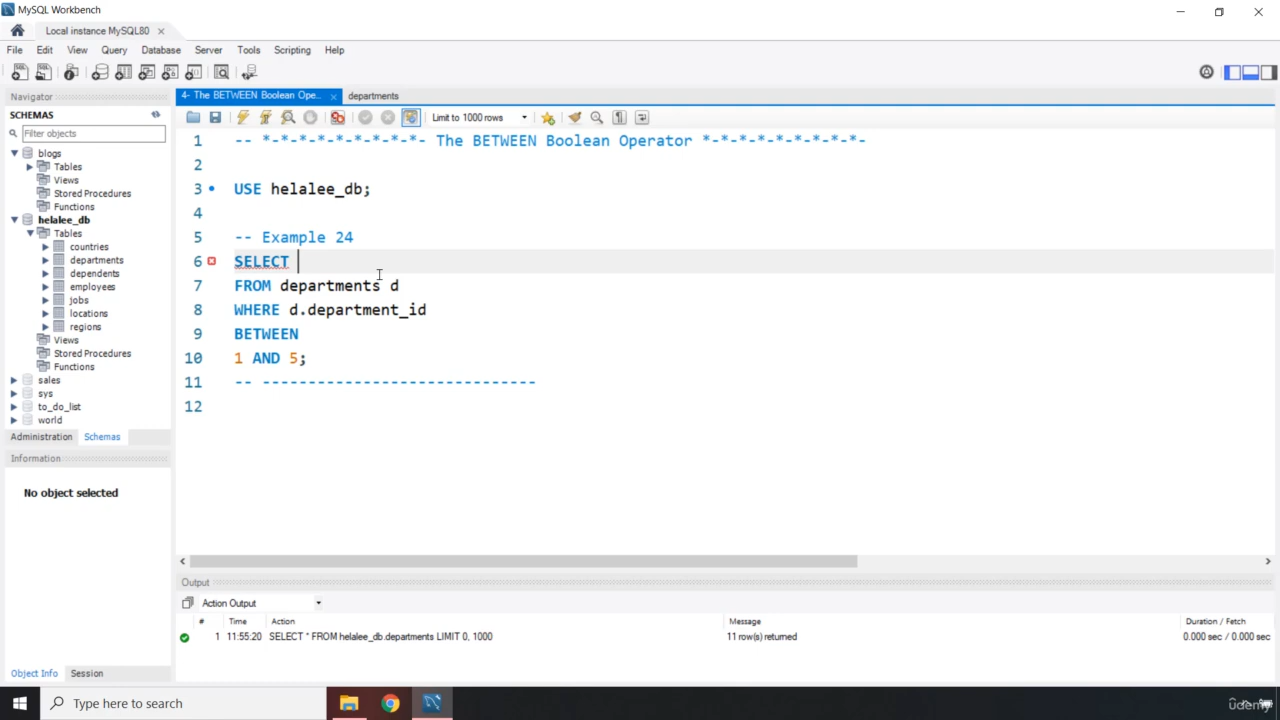 MySQL Workbench
Local instance MySQL80
File Edit View Query Database Server Tools Scripting Help
Navigator
SCHEMAS
Filter objects
blogs
Tables
Views
Stored Procedures
Functions
helalee_db
Tables
countries
departments
dependents
employees
jobs
locations
regions
Views
Stored Procedures
Functions
sales
sys
to_do_list
world
Administration Schemas
Information
No object selected
Object Info Session
4- The BETWEEN Boolean Ope... departments
Limit to 1000 rows
1 -- *-*-*-*-*-*-*-*-*- The BETWEEN Boolean Operator *-*-*-*-*-*-*-*-*-
2
3 USE helalee_db;
4
5 -- Example 24
6 SELECT
7 FROM departments d
8 WHERE d.department_id
9 BETWEEN
10 1 AND 5;
11 -- ------------------------------
12
Output
Action Output
# Time Action Message Duration / Fetch
1 11:55:20 SELECT * FROM helalee_db.departments LIMIT 0, 1000 11 row(s) returned 0.000 sec / 0.000 sec
Type here to search
udemy